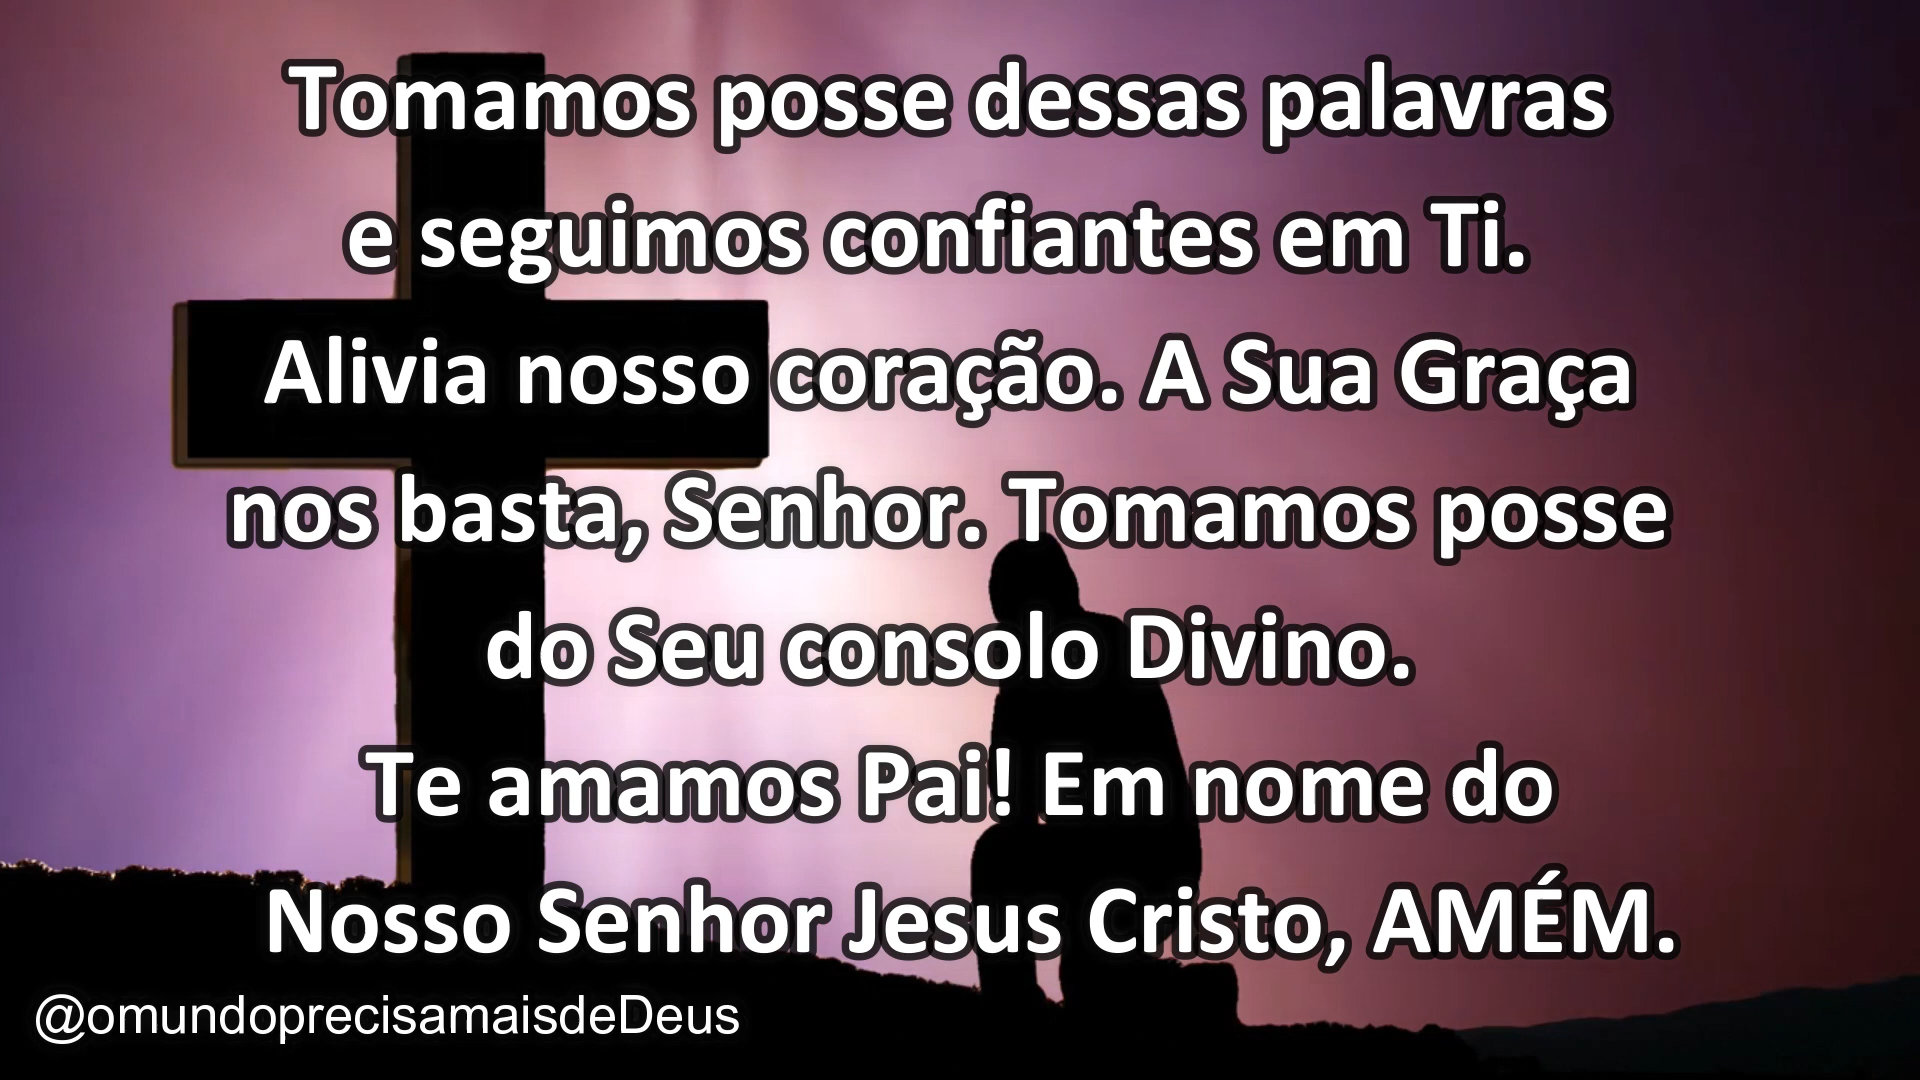 Tomamos posse dessas palavras
e seguimos confiantes em Ti.
Alivia nosso coração. A Sua Graça
nos basta, Senhor. Tomamos posse
do Seu consolo Divino.
Te amamos Pai! Em nome do
Nosso Senhor Jesus Cristo, AMÉM.
@omundoprecisamaisdeDeus